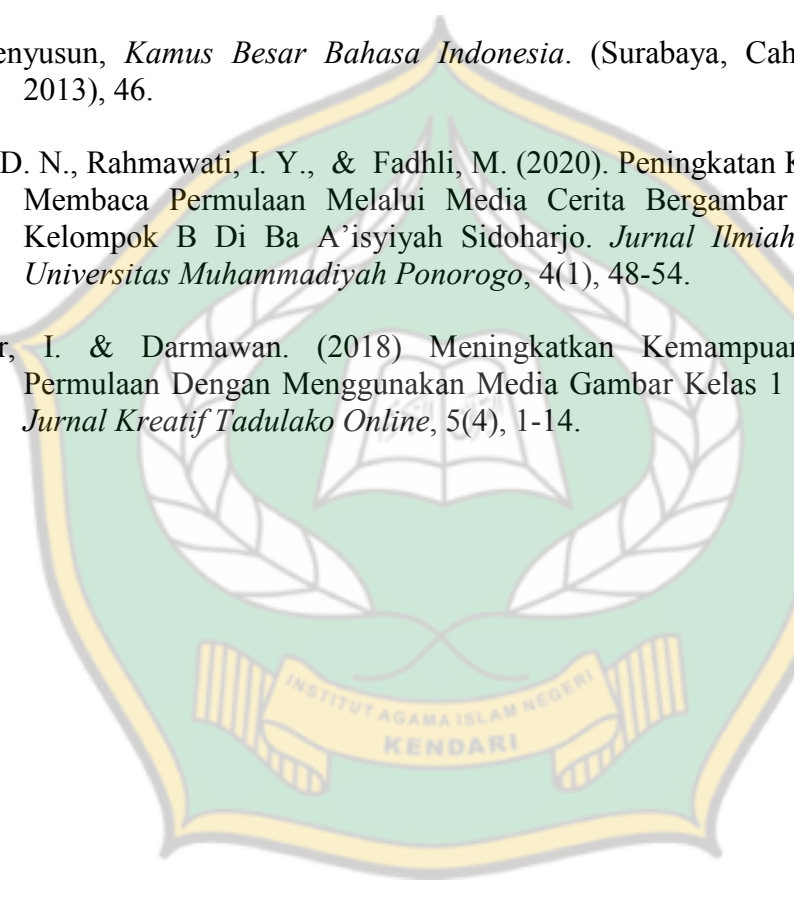 enyusun, Kamus Besar Bahasa Indonesia. (Surabaya, Cah
2013), 46.
D. N., Rahmawati, I. Y., & Fadhli, M. (2020). Peningkatan K
Membaca Permulaan Melalui Media Cerita Bergambar
Kelompok B Di Ba A’isyiyah Sidoharjo. Jurnal Ilmiah
Universitas Muhammadiyah Ponorogo, 4(1), 48-54.
r, I. & Darmawan. (2018) Meningkatkan Kemampuan
Permulaan Dengan Menggunakan Media Gambar Kelas 1
Jurnal Kreatif Tadulako Online, 5(4), 1-14.
INSTITUT AGAMA ISLAM NEGERI
KENDARI